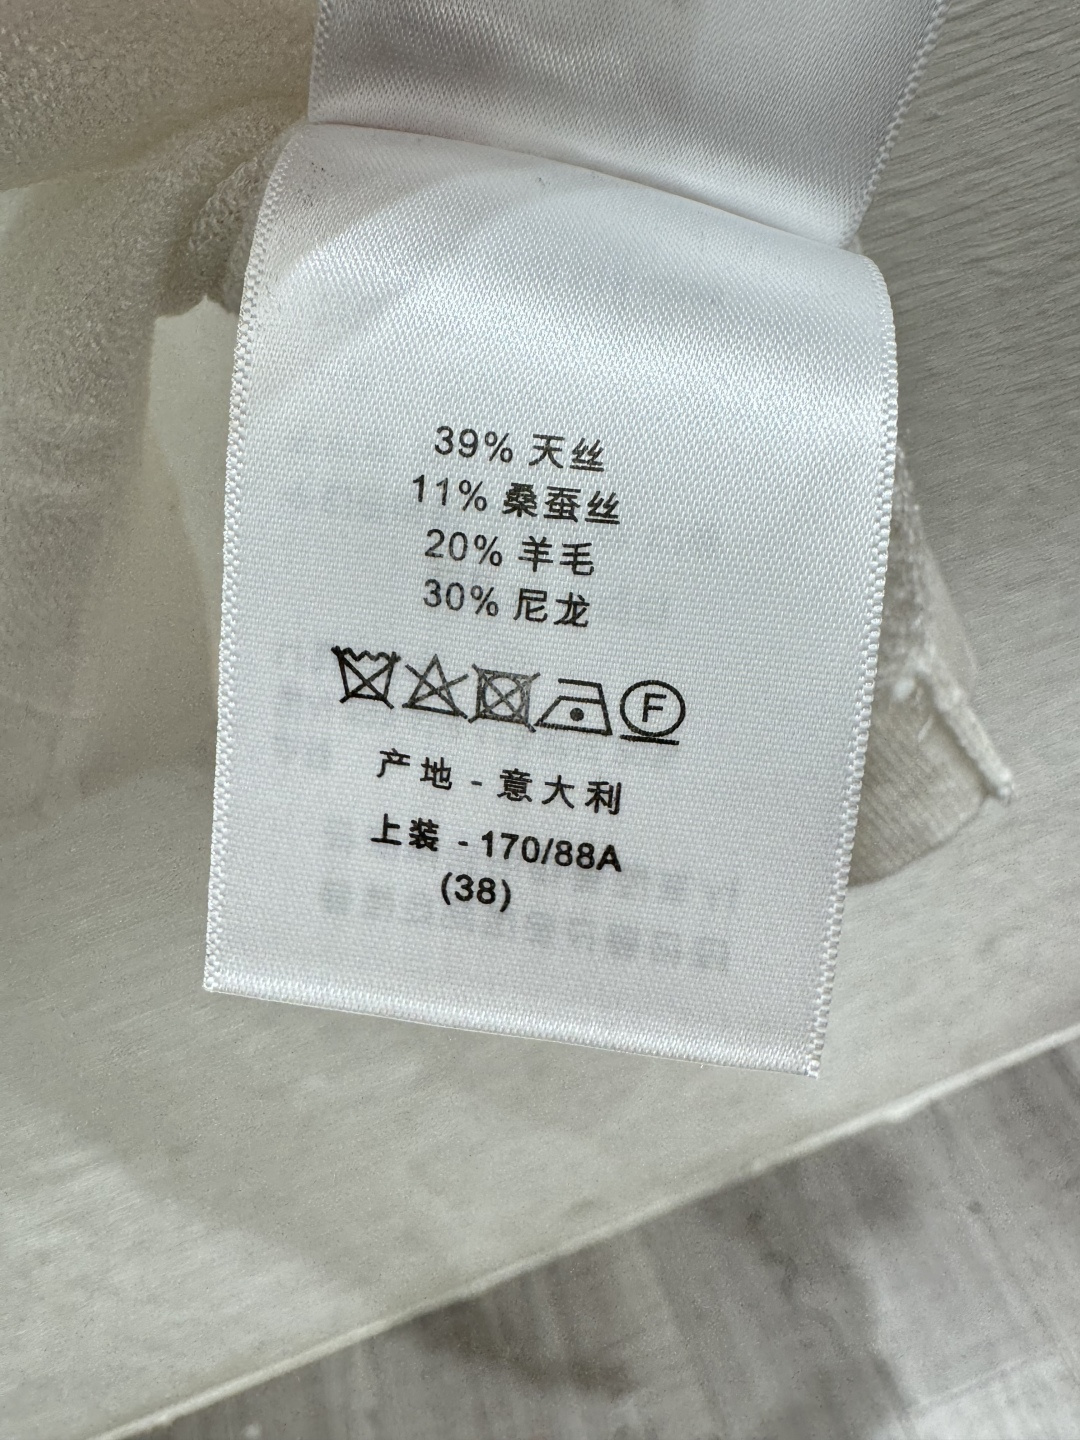 39% 天丝
11% 桑蚕丝
20% 羊毛
30% 尼龙
F
产地 - 意大利
上装 - 170/88A
(38)